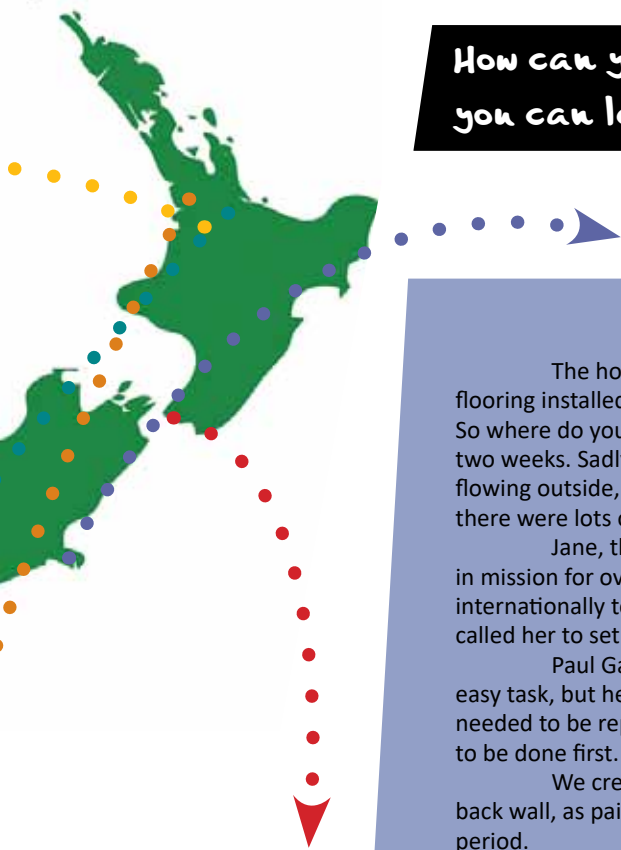 How can y
you can l
The ho
flooring installed
So where do you
two weeks. Sadl
flowing outside,
there were lots o
Jane, th
in mission for ov
internationally t
called her to set
Paul Ga
easy task, but he
needed to be rep
to be done first.
We cre
back wall, as pai
period.